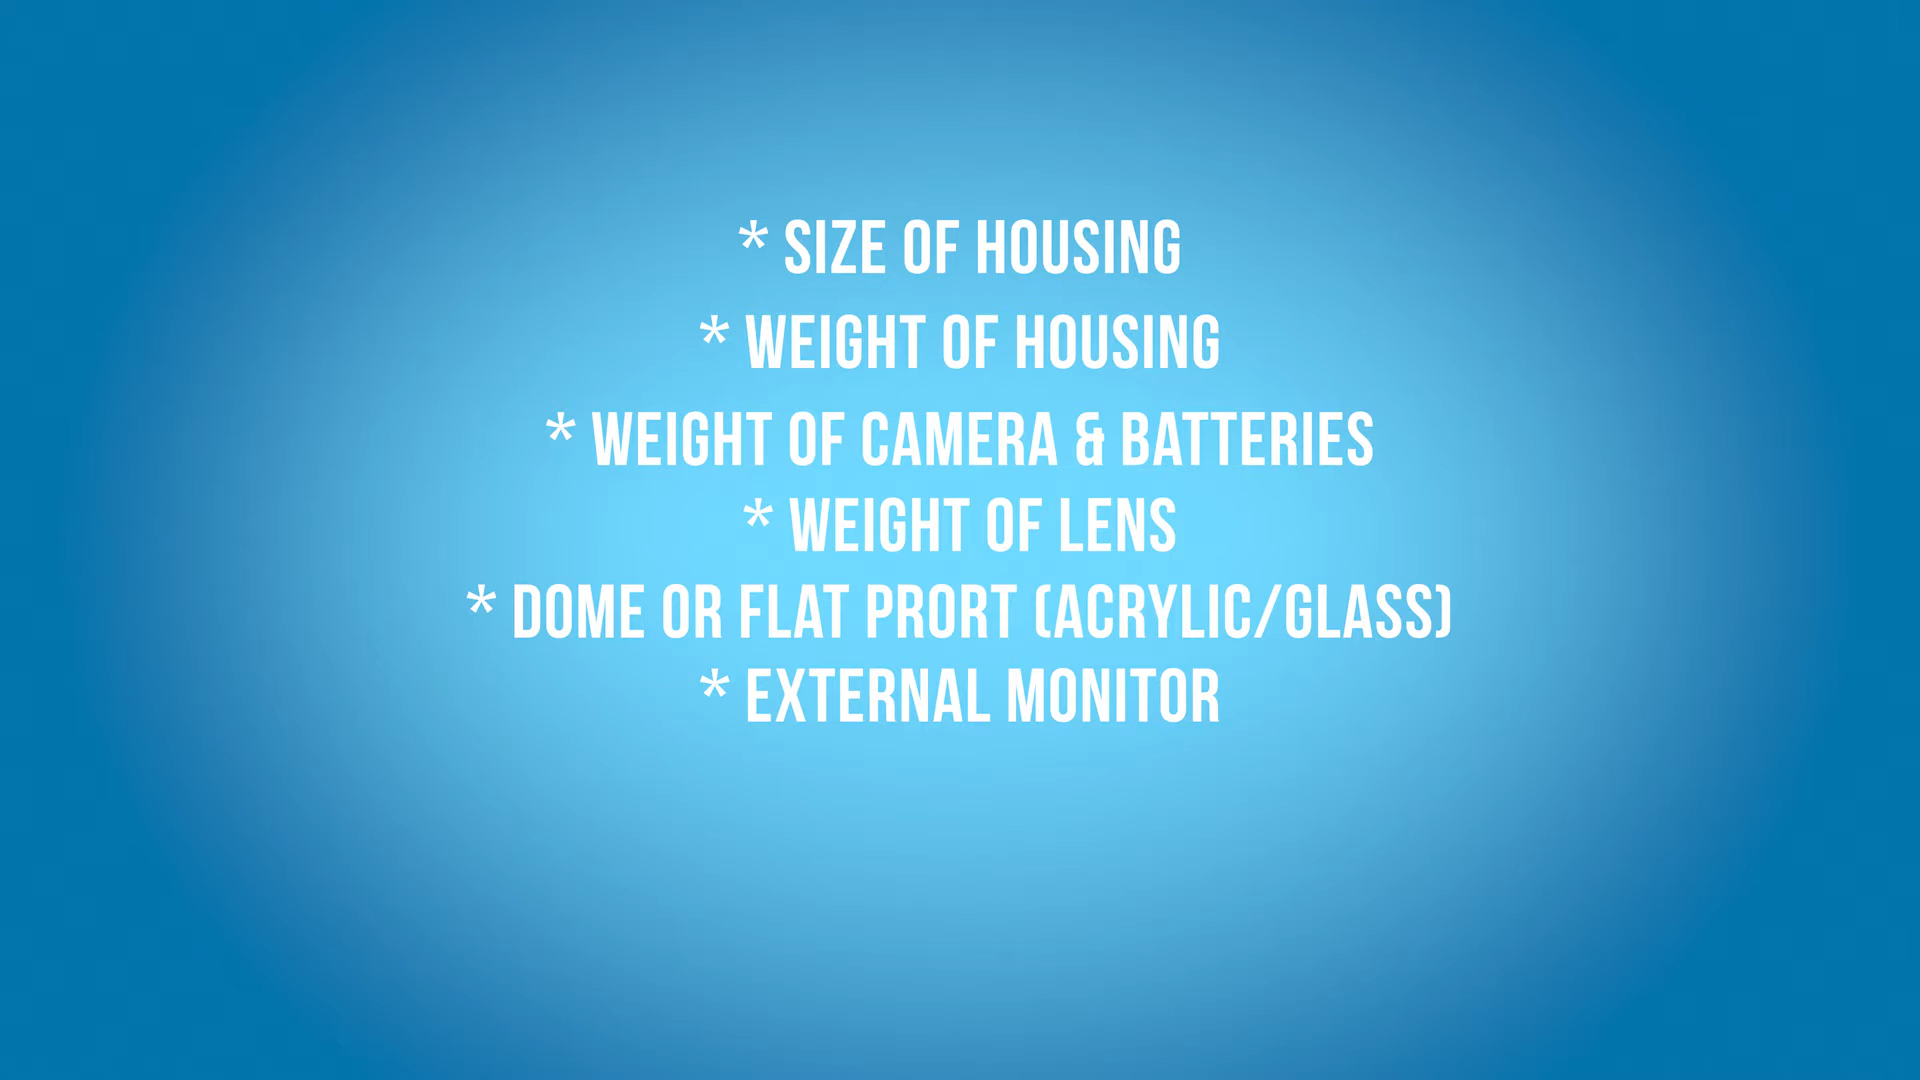 * SIZE OF HOUSING
* WEIGHT OF HOUSING
* WEIGHT OF CAMERA & BATTERIES
* WEIGHT OF LENS
* DOME OR FLAT PRORT (ACRYLIC/GLASS)
* EXTERNAL MONITOR